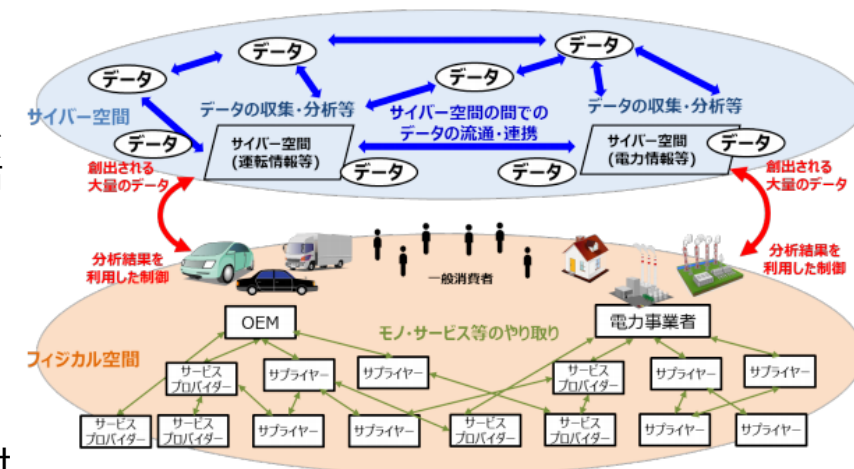 データ
データ
データ
データ
サイバー空間
データの収集・分析等
サイバー空間の間での
データの流通・連携
データの収集・分析等
データ
サイバー空間
(運転情報等)
データ
データ
サイバー空間
(電力情報等)
データ
創出される
大量のデータ
創出される
大量のデータ
分析結果を
利用した制御
一般消費者
分析結果を
利用した制御
OEM
モノ・サービス等のやり取り
電力事業者
フィジカル空間
サービス
プロバイダー
サプライヤー
サプライヤー
サービス
プロバイダー
サプライヤー
サプライヤー
サービス
プロバイダー
サービス
プロバイダー
サプライヤー
サプライヤー
サービス
プロバイダー
サービス
プロバイダー
サプライヤー
サプライヤー